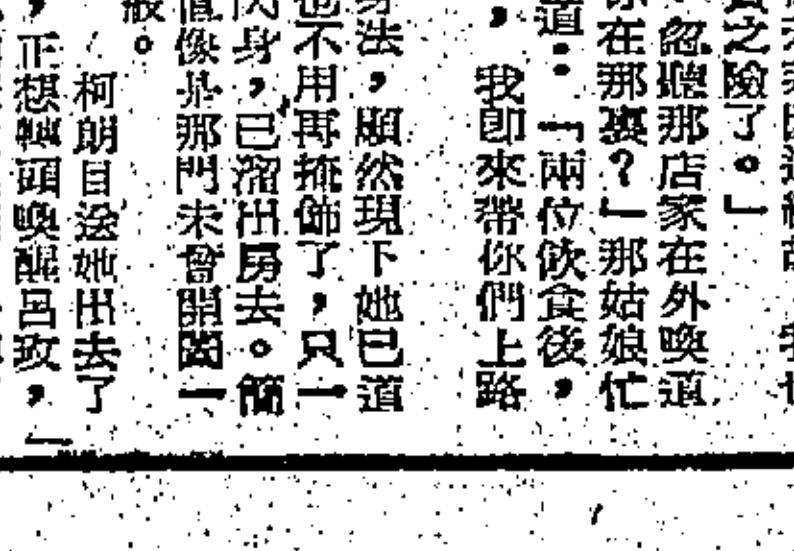 之險了。」
忽聽那店家在外喚道
你在那裏？」那姑娘忙
道：「兩位飲食後，
，我卽來帶你們上路
身法，顯然現下她已道
也不用再掩飾了，只一
閃身，已溜出房去。簡
直像是那門未曾開闔一
般。
柯朗目送她出去了
，正想轉頭喚醒呂玫，